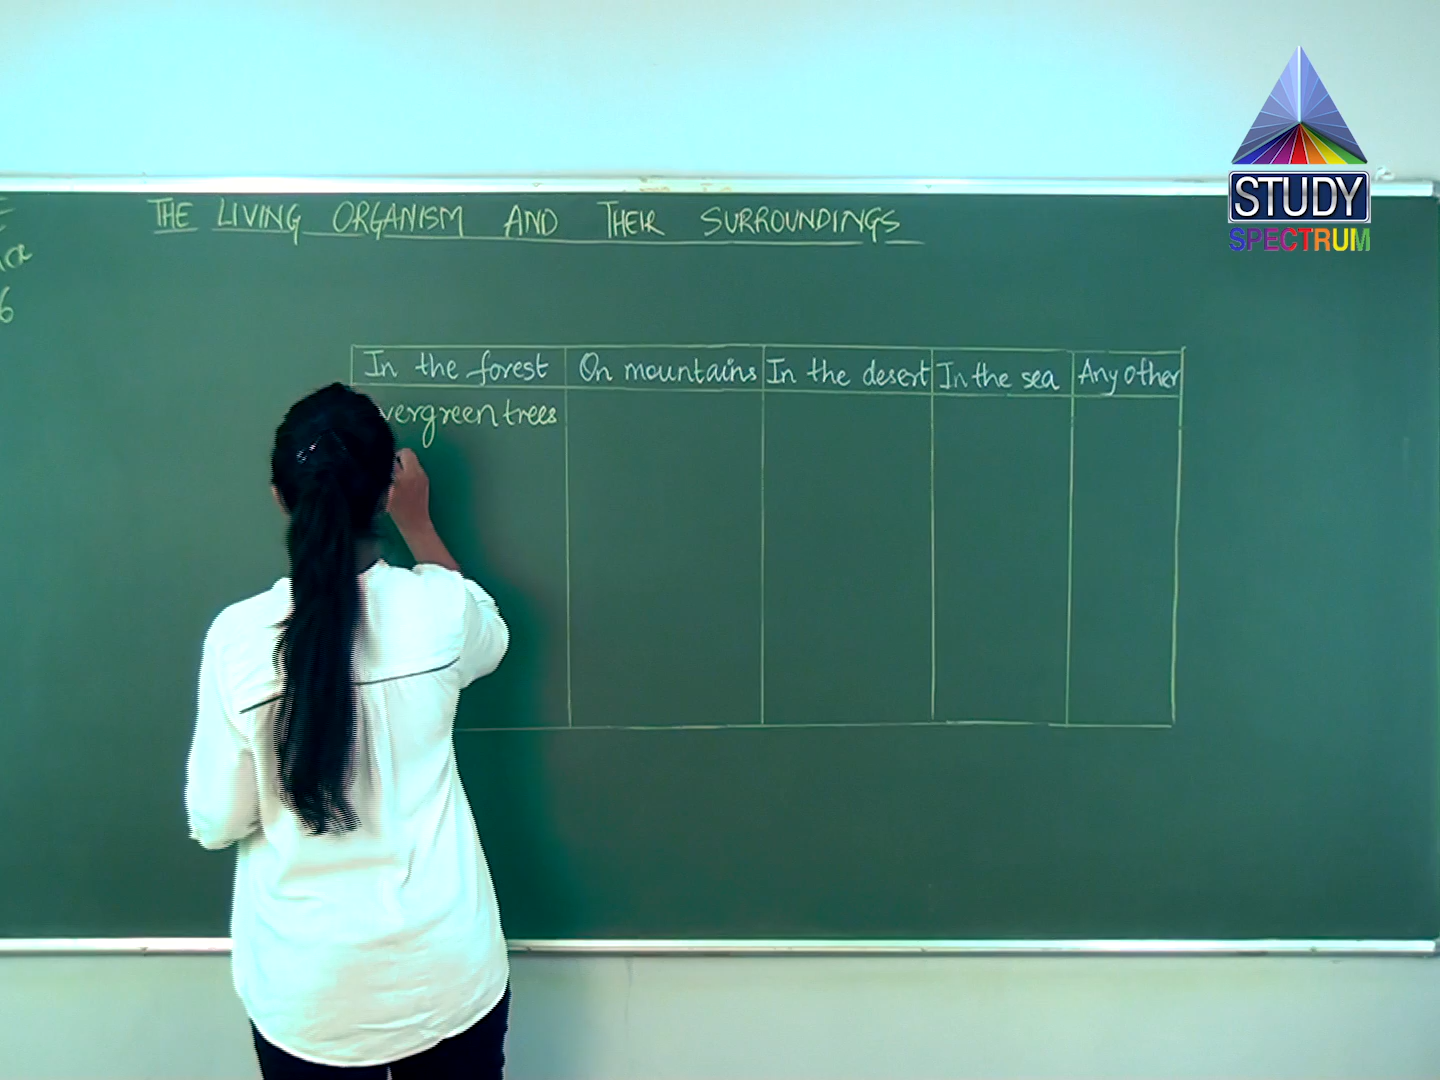 THE LIVING ORGANISM AND THEIR SURROUNDINGS
6
In the forest On mountains In the desert In the sea Any other
vergreen trees
STUDY
SPECTRUM